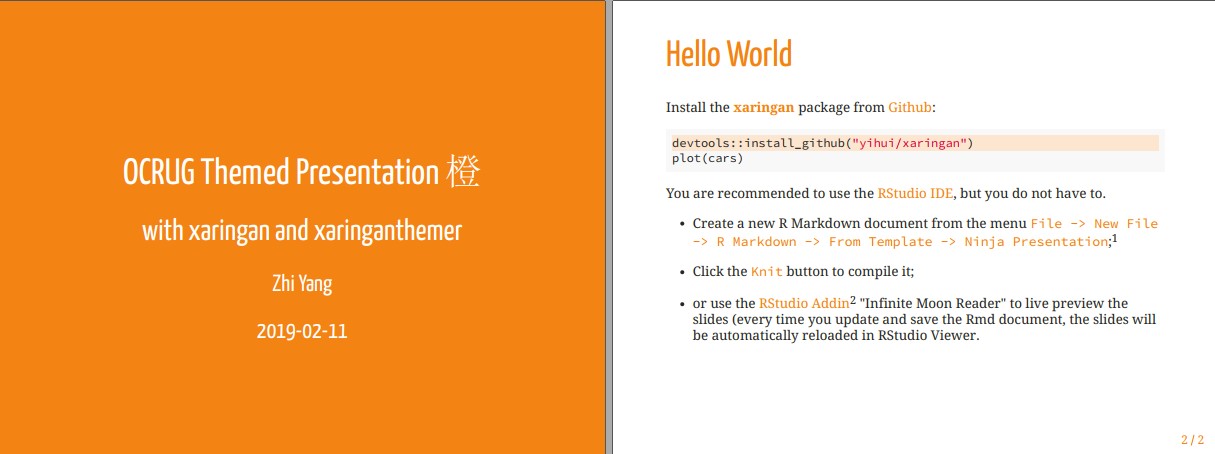 OCRUG Themed Presentation 橙
with xaringan and xaringanthemer
Zhi Yang
2019-02-11
Hello World
Install the xaringan package from Github:
devtools::install_github("yihui/xaringan")
plot(cars)
You are recommended to use the RStudio IDE, but you do not have to.
• Create a new R Markdown document from the menu File -> New File
-> R Markdown -> From Template -> Ninja Presentation;1
• Click the Knit button to compile it;
• or use the RStudio Addin2 "Infinite Moon Reader" to live preview the
slides (every time you update and save the Rmd document, the slides will
be automatically reloaded in RStudio Viewer.
2 / 2